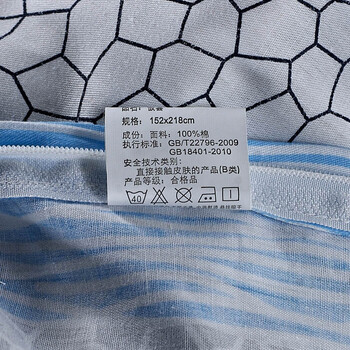 规格: 152x218cm
成份: 面料: 100%棉
执行标准: GB/T22796-2009
GB18401-2010
安全技术类别:
直接接触皮肤的产品(B类)
产品等级: 合格品
40